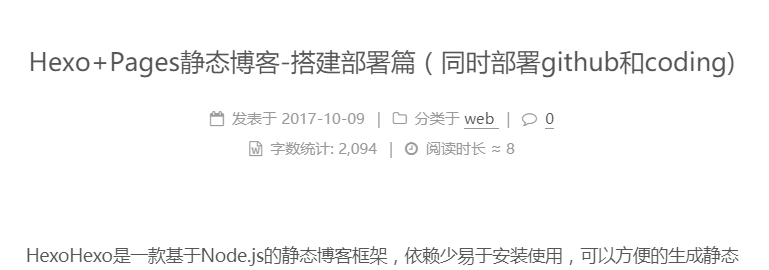 Hexo+Pages静态博客-搭建部署篇（同时部署github和coding)
发表于 2017-10-09 | 分类于 web | 0
字数统计: 2,094 | 阅读时长 ≈ 8
HexoHexo是一款基于Node.js的静态博客框架，依赖少易于安装使用，可以方便的生成静态